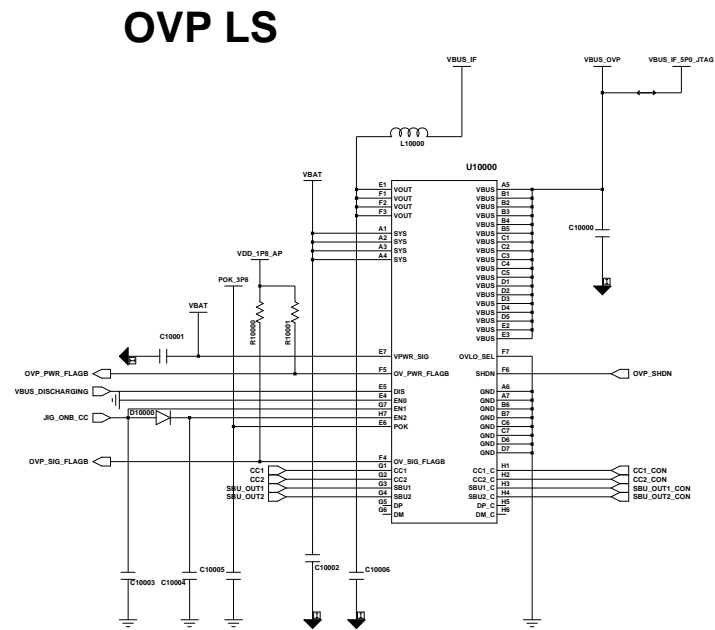 OVP LS
VBUS_IF
VBUS_OVP
VBUS_IF_5P0_JTAG
L10000
U10000
VBAT
E1 VOUT VBUS A5
F1 VOUT VBUS B1
F2 VOUT VBUS B2
F3 VOUT VBUS B3
VBUS B4
A1 SYS VBUS B5
A2 SYS VBUS C1
A3 SYS VBUS C2
A4 SYS VBUS C3
VBUS C4
VBUS C5
VBUS D1
VBUS D2
VBUS D3
VBUS D4
VBUS D5
VBUS E2
VBUS E3
C10000
VDD_1P8_AP
POK_3P8
VBAT
R10000
R10001
C10001
E7 VPWR_SIG OVLO_SEL F7
OVP_PWR_FLAGB F5 OV_PWR_FLAGB SHDN F6 OVP_SHDN
VBUS_DISCHARGING E5 DIS GND A6
E4 EN0 GND A7
G7 EN1 GND B6
JIG_ONB_CC D10000 H7 EN2 GND B7
E6 POK GND C6
GND C7
GND D6
GND D7
OVP_SIG_FLAGB F4 OV_SIG_FLAGB
CC1 G1 CC1 CC1_C H1 CC1_CON
CC2 G2 CC2 CC2_C H2 CC2_CON
SBU_OUT1 G3 SBU1 SBU1_C H3 SBU_OUT1_CON
SBU_OUT2 G4 SBU2 SBU2_C H4 SBU_OUT2_CON
G5 DP DP_C H5
G6 DM DM_C H6
C10003
C10004
C10005
C10002
C10006